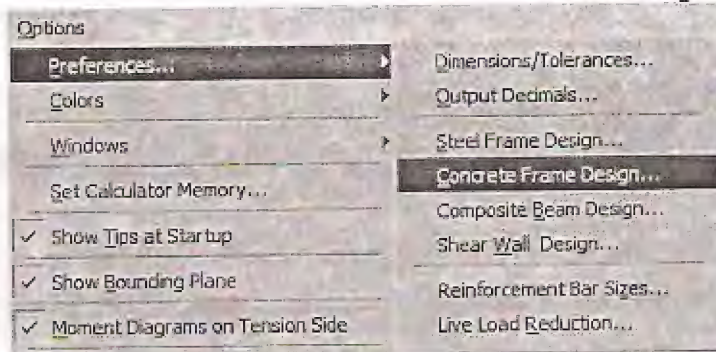 Options
Preferences...
Colors
Windows
Set Calculator Memory...
Show Tips at Startup
Show Bounding Plane
Moment Diagrams on Tension Side
Dimensions/Tolerances...
Output Decimals...
Steel Frame Design...
Concrete Frame Design...
Composite Beam Design...
Shear Wall Design...
Reinforcement Bar Sizes...
Live Load Reduction...